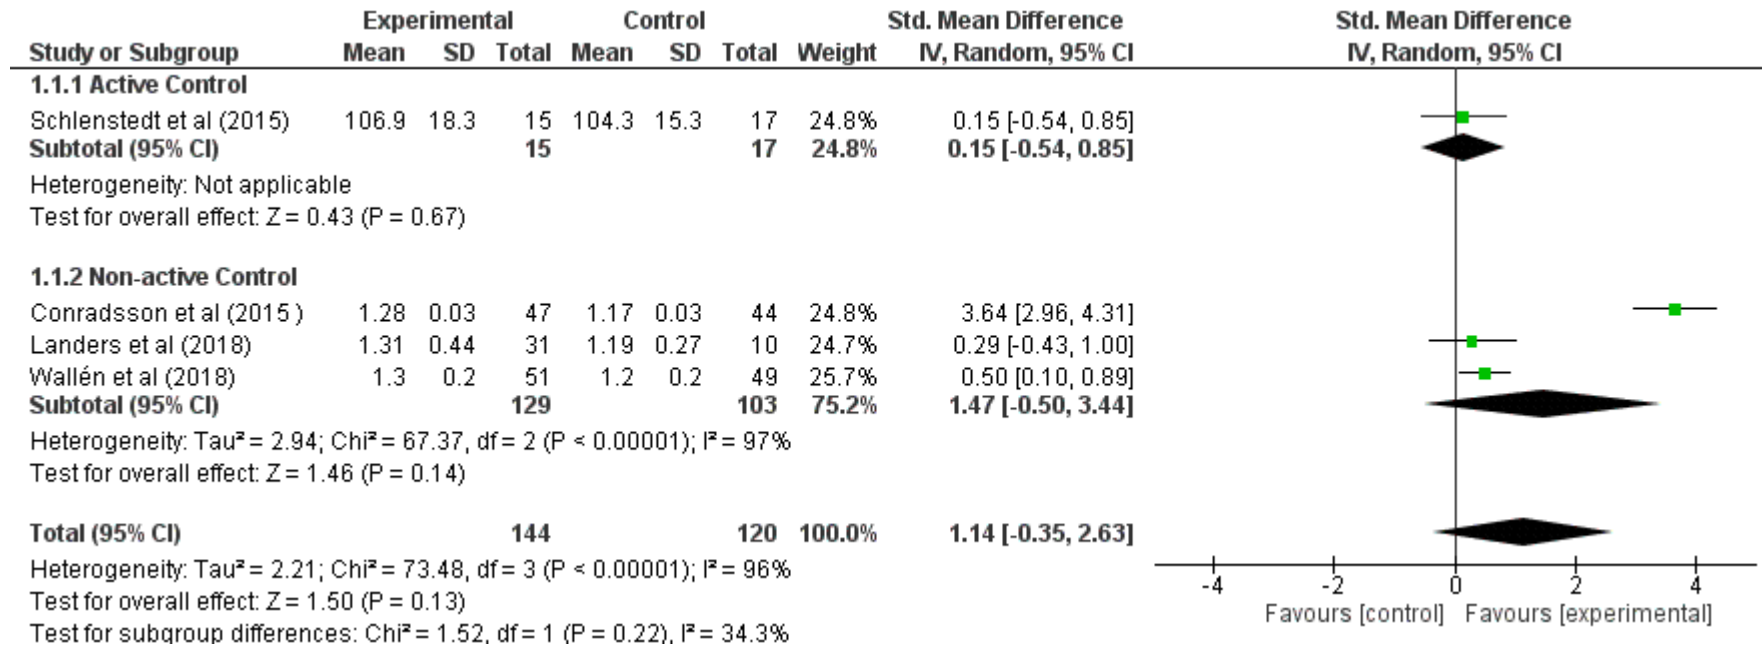 Experimental Control Std. Mean Difference Std. Mean Difference
Study or Subgroup Mean SD Total Mean SD Total Weight IV, Random, 95% CI IV, Random, 95% CI
1.1.1 Active Control
Schlenstedt et al (2015) 106.9 18.3 15 104.3 15.3 17 24.8% 0.15 [-0.54, 0.85]
Subtotal (95% CI) 15 17 24.8% 0.15 [-0.54, 0.85]
Heterogeneity: Not applicable
Test for overall effect: Z = 0.43 (P = 0.67)
1.1.2 Non-active Control
Conradsson et al (2015 ) 1.28 0.03 47 1.17 0.03 44 24.8% 3.64 [2.96, 4.31]
Landers et al (2018) 1.31 0.44 31 1.19 0.27 10 24.7% 0.29 [-0.43, 1.00]
Wallén et al (2018) 1.3 0.2 51 1.2 0.2 49 25.7% 0.50 [0.10, 0.89]
Subtotal (95% CI) 129 103 75.2% 1.47 [-0.50, 3.44]
Heterogeneity: Tau² = 2.94; Chi² = 67.37, df = 2 (P < 0.00001); I² = 97%
Test for overall effect: Z = 1.46 (P = 0.14)
Total (95% CI) 144 120 100.0% 1.14 [-0.35, 2.63]
Heterogeneity: Tau² = 2.21; Chi² = 73.48, df = 3 (P < 0.00001); I² = 96%
Test for overall effect: Z = 1.50 (P = 0.13)
Test for subgroup differences: Chi² = 1.52, df = 1 (P = 0.22), I² = 34.3%
-4 -2 0 2 4
Favours [control] Favours [experimental]